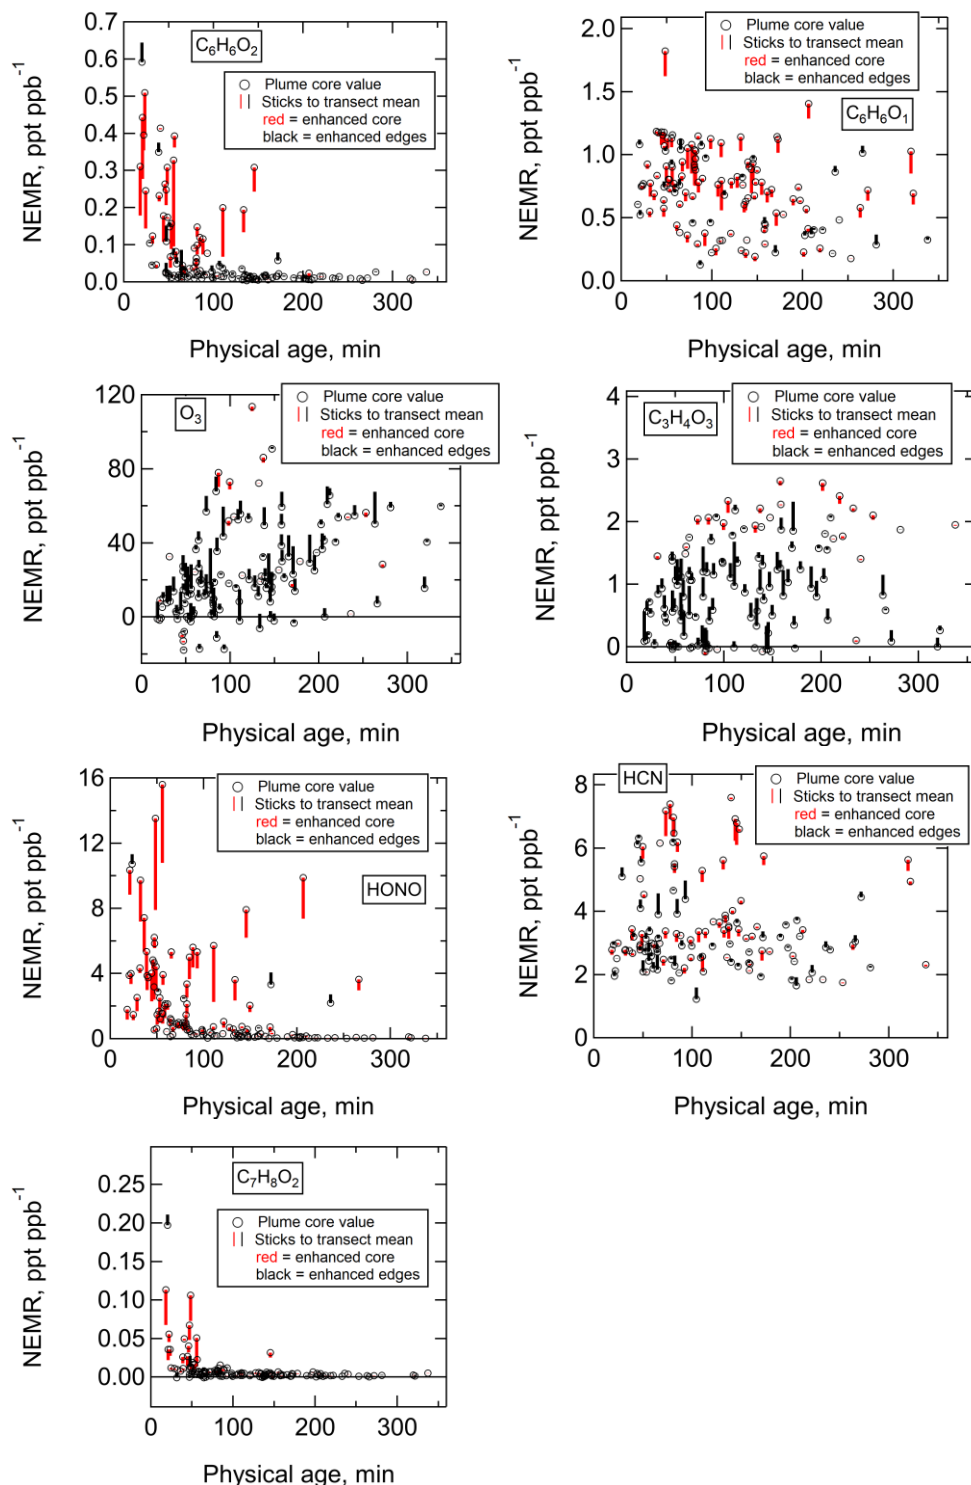 0.7
0.6
0.5
0.4
0.3
0.2
0.1
0.0
NEMR, ppt ppb⁻¹
C₆H₆O₂
Plume core value
Sticks to transect mean
red = enhanced core
black = enhanced edges
0 100 200 300
Physical age, min
2.0
1.5
1.0
0.5
0.0
NEMR, ppt ppb⁻¹
Plume core value
Sticks to transect mean
red = enhanced core
black = enhanced edges
C₆H₆O₁
0 100 200 300
Physical age, min
120
80
40
0
NEMR, ppt ppb⁻¹
O₃
Plume core value
Sticks to transect mean
red = enhanced core
black = enhanced edges
0 100 200 300
Physical age, min
4
3
2
1
0
NEMR, ppt ppb⁻¹
C₃H₄O₃
Plume core value
Sticks to transect mean
red = enhanced core
black = enhanced edges
0 100 200 300
Physical age, min
16
12
8
4
0
NEMR, ppt ppb⁻¹
Plume core value
Sticks to transect mean
red = enhanced core
black = enhanced edges
HONO
0 100 200 300
Physical age, min
8
6
4
2
0
NEMR, ppt ppb⁻¹
HCN
Plume core value
Sticks to transect mean
red = enhanced core
black = enhanced edges
0 100 200 300
Physical age, min
0.25
0.20
0.15
0.10
0.05
0.00
NEMR, ppt ppb⁻¹
C₇H₈O₂
Plume core value
Sticks to transect mean
red = enhanced core
black = enhanced edges
0 100 200 300
Physical age, min